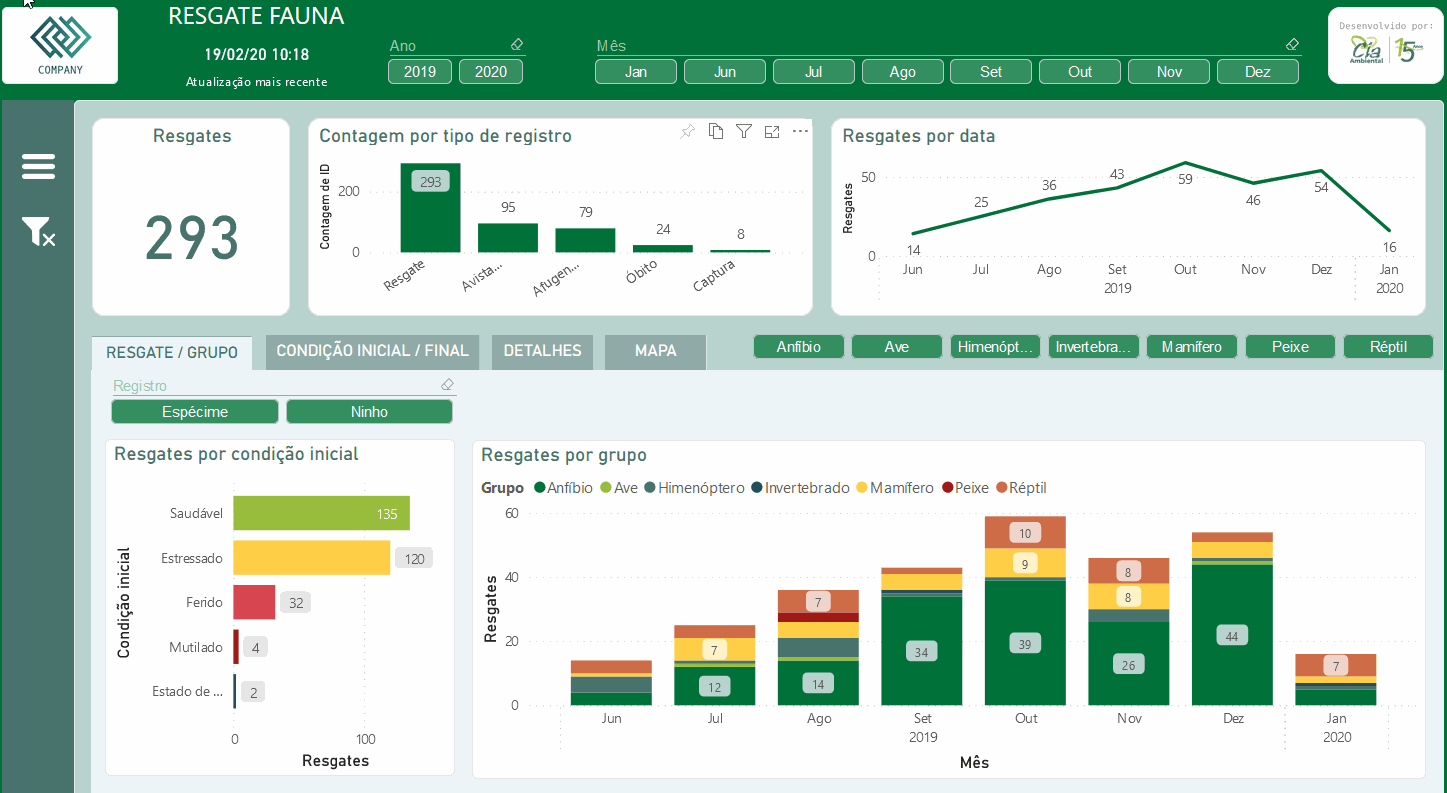 RESGATE FAUNA
19/02/20 10:18
Atualização mais recente
COMPANY
Ano
2019 2020
Mês
Jan Jun Jul Ago Set Out Nov Dez
Desenvolvido por:
Cia
Ambiental
15 anos
Resgates
293
Contagem por tipo de registro
Contagem de ID
200
0
293 95 79 24 8
Resgate Avista... Afugen... Óbito Captura
Resgates por data
Resgates
50
0
14 25 36 43 59 46 54 16
Jun Jul Ago Set Out Nov Dez Jan
2019 2020
RESGATE / GRUPO CONDIÇÃO INICIAL / FINAL DETALHES MAPA
Anfíbio Ave Himenópt... Invertebra... Mamífero Peixe Réptil
Registro
Espécime Ninho
Resgates por condição inicial
Condição inicial
Saudável 135
Estressado 120
Ferido 32
Mutilado 4
Estado de ... 2
0 100
Resgates
Resgates por grupo
Grupo Anfíbio Ave Himenóptero Invertebrado Mamífero Peixe Réptil
Resgates
60
40
20
0
12 7
14 7
34
39 9 10
26 8 8
44
7
Jun Jul Ago Set Out Nov Dez Jan
2019 2020
Mês